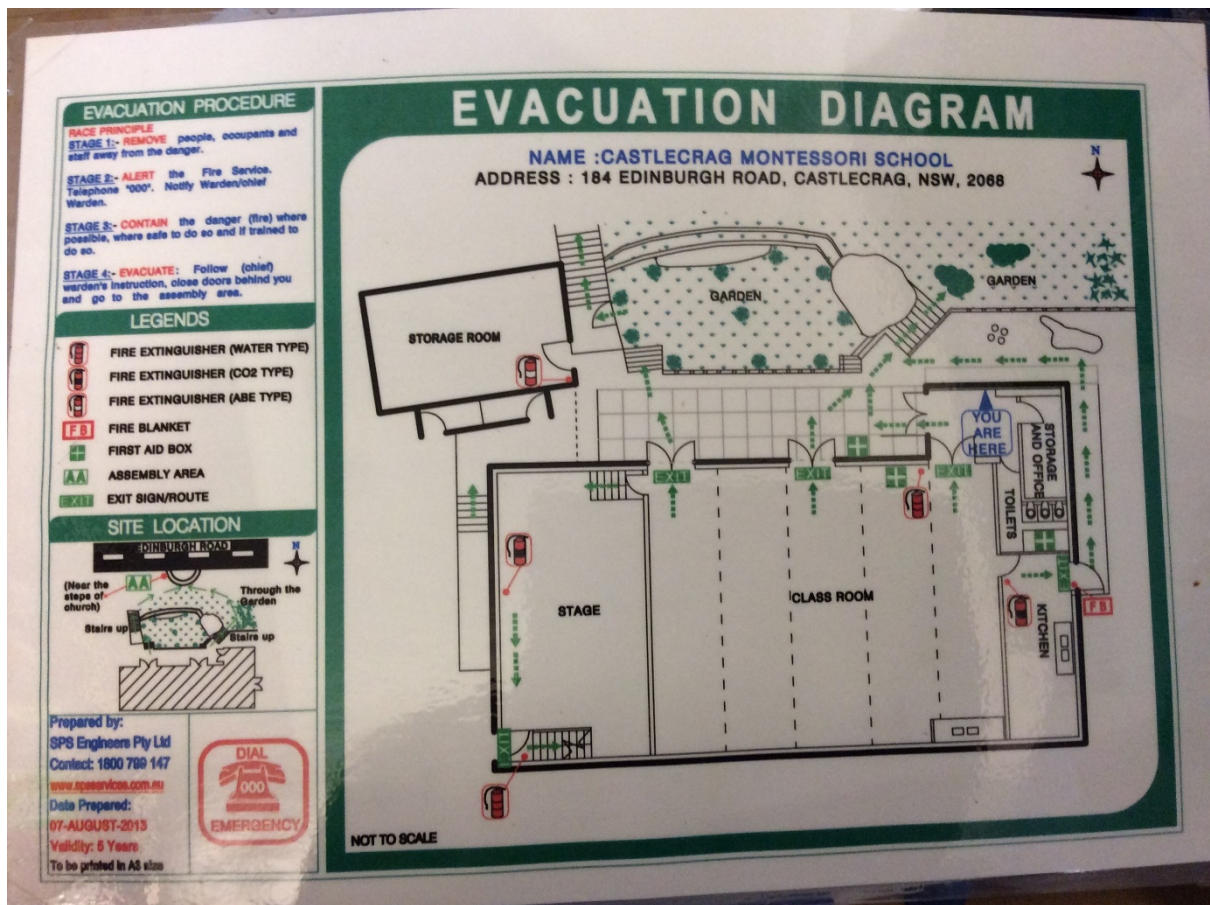 EVACUATION PROCEDURE
RACE PRINCIPLE
STAGE 1:- REMOVE people, occupants and
staff away from the danger.
STAGE 2:- ALERT the Fire Service.
Telephone "000". Notify Warden/chief
Warden.
STAGE 3:- CONTAIN the danger (fire) where
possible, where safe to do so and if trained to
do so.
STAGE 4:- EVACUATE: Follow (chief)
warden's instruction, close doors behind you
and go to the assembly area.
LEGENDS
FIRE EXTINGUISHER (WATER TYPE)
FIRE EXTINGUISHER (CO2 TYPE)
FIRE EXTINGUISHER (ABE TYPE)
FB FIRE BLANKET
FIRST AID BOX
AA ASSEMBLY AREA
EXIT EXIT SIGN/ROUTE
SITE LOCATION
EDINBURGH ROAD
N
(Near the
steps of
church)
AA
Through the
Garden
Stairs up
Stairs up
Prepared by:
SPS Engineers Pty Ltd
Contact: 1800 799 147
www.spsservices.com.au
Date Prepared:
07-AUGUST-2013
Validity: 5 Years
To be printed in A3 size
DIAL
000
EMERGENCY
EVACUATION DIAGRAM
NAME :CASTLECRAG MONTESSORI SCHOOL
ADDRESS : 184 EDINBURGH ROAD, CASTLECRAG, NSW, 2068
N
GARDEN
GARDEN
STORAGE ROOM
YOU
ARE
HERE
STORAGE
AND OFFICE
TOILETS
EXIT
EXIT
EXIT
EXIT
FB
KITCHEN
STAGE
CLASS ROOM
EXIT
NOT TO SCALE